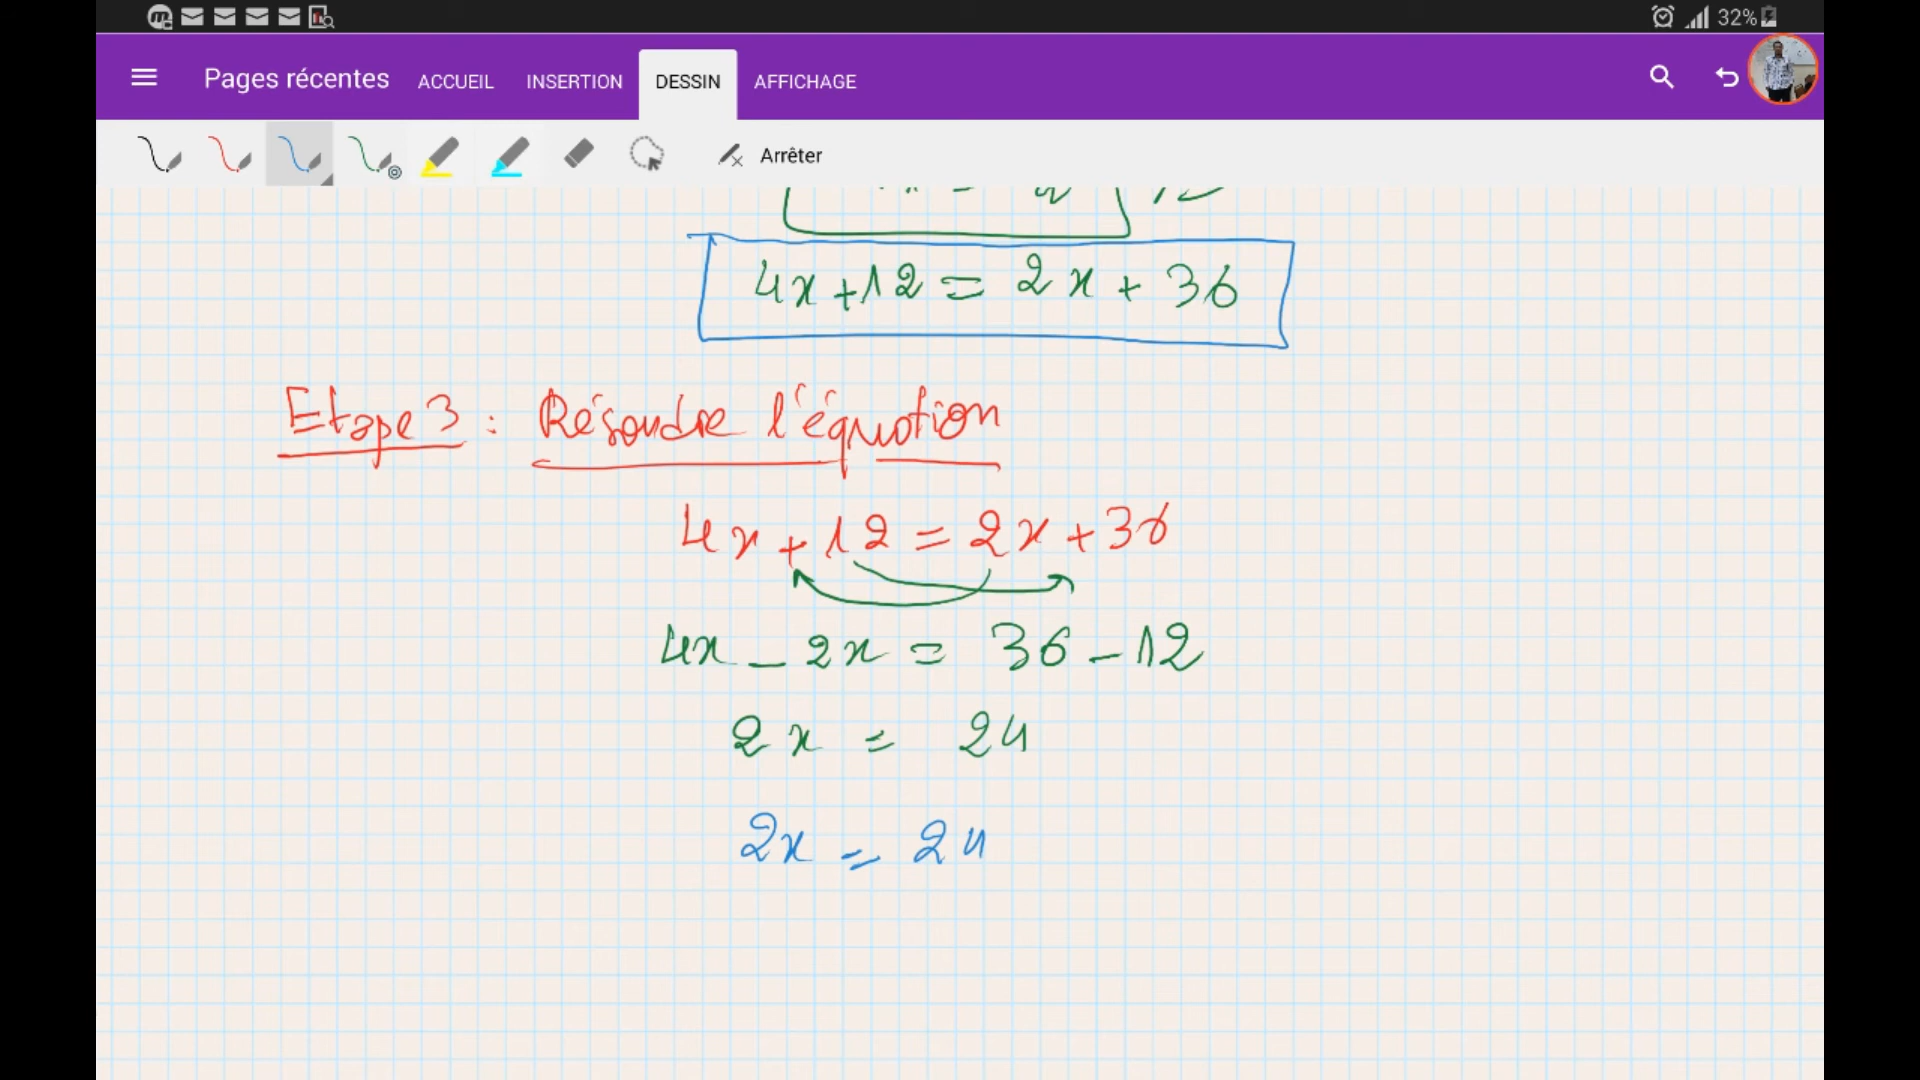 32%
Pages récentes ACCUEIL INSERTION DESSIN AFFICHAGE
Arrêter
4x+12 = 2x + 36
Etape 3 : Résoudre l'équation
4x + 12 = 2x + 36
4x - 2x = 36 - 12
2x = 24
2x = 24